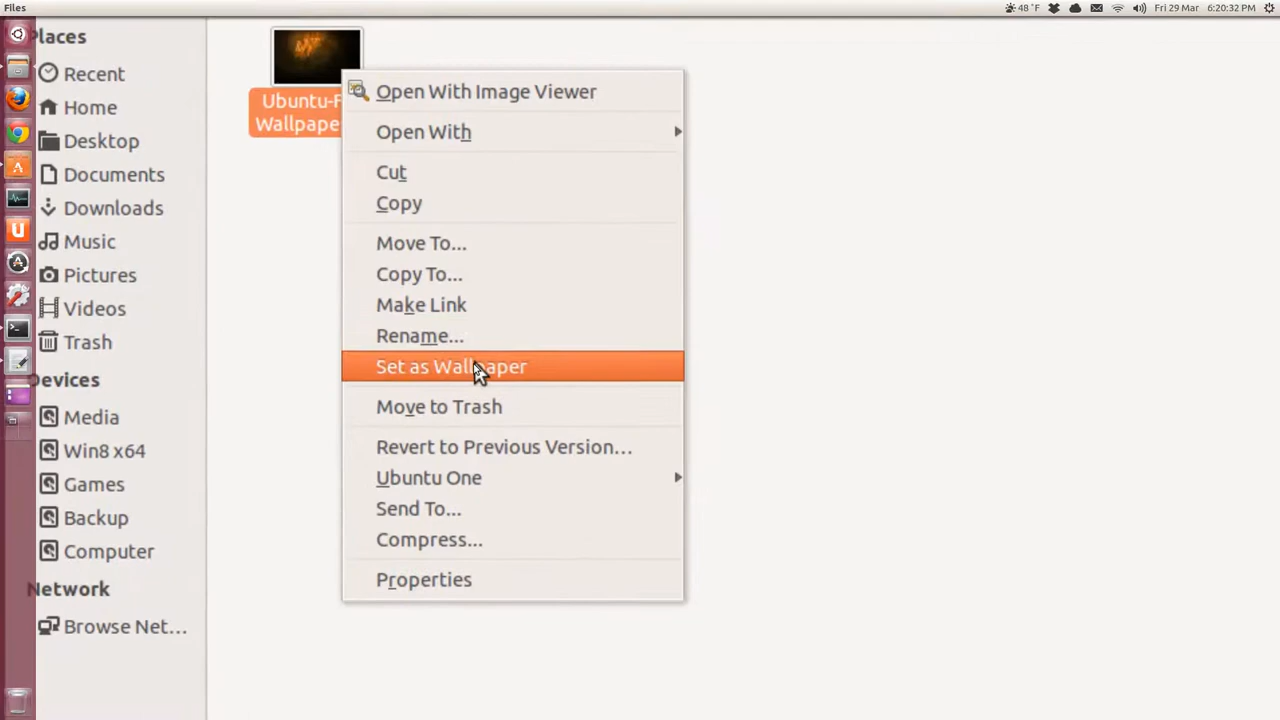 Files
48 °F
Fri 29 Mar
6:20:32 PM
Places
Recent
Home
Desktop
Documents
Downloads
Music
Pictures
Videos
Trash
Devices
Media
Win8 x64
Games
Backup
Computer
Network
Browse Net...
Ubuntu-F
Wallpape
Open With Image Viewer
Open With
Cut
Copy
Move To...
Copy To...
Make Link
Rename...
Set as Wallpaper
Move to Trash
Revert to Previous Version...
Ubuntu One
Send To...
Compress...
Properties